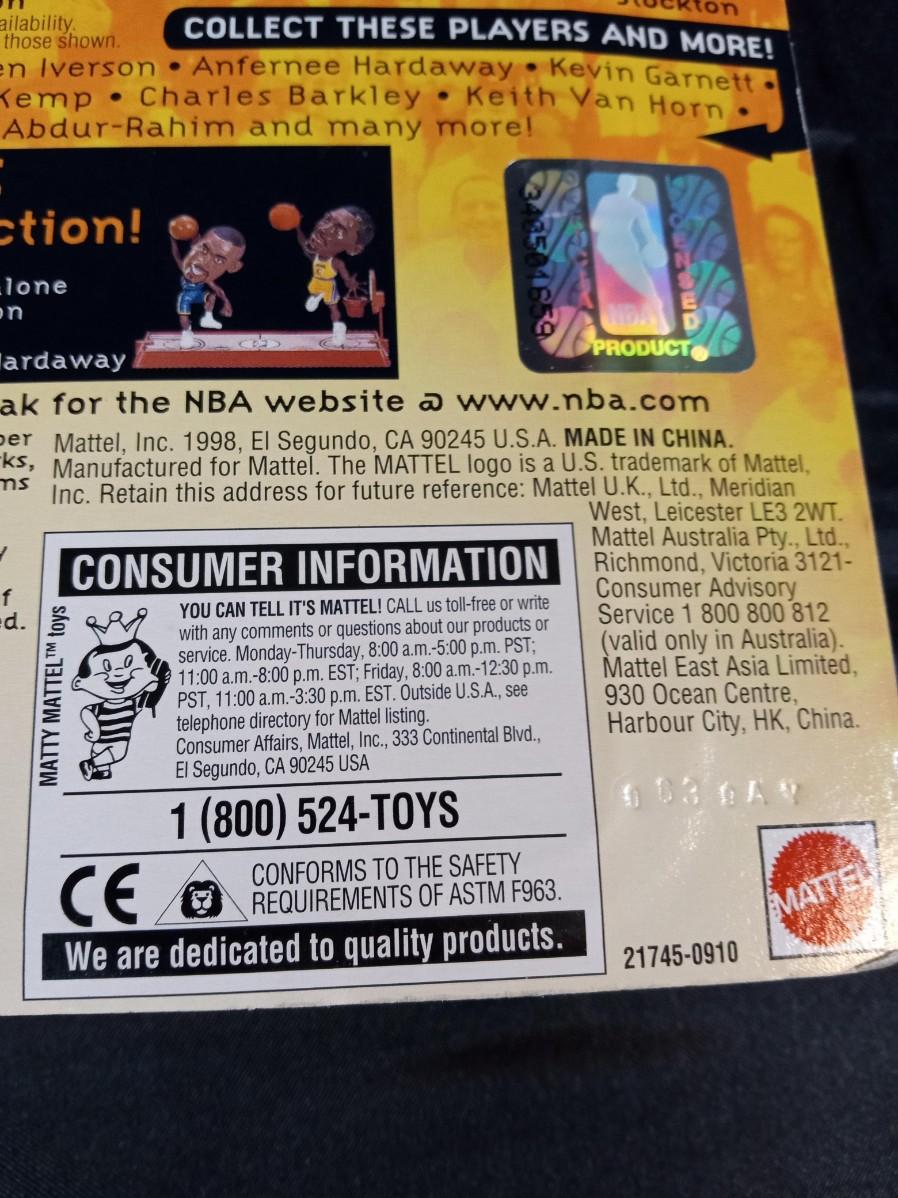 Stockton
ailability.
those shown.
COLLECT THESE PLAYERS AND MORE!
en Iverson • Anfernee Hardaway • Kevin Garnett •
Kemp • Charles Barkley • Keith Van Horn •
Abdur-Rahim and many more!
ction!
lone
on
Hardaway
NBA
PRODUCT
ak for the NBA website @ www.nba.com
ber
ks,
ms
Mattel, Inc. 1998, El Segundo, CA 90245 U.S.A. MADE IN CHINA.
Manufactured for Mattel. The MATTEL logo is a U.S. trademark of Mattel,
Inc. Retain this address for future reference: Mattel U.K., Ltd., Meridian
West, Leicester LE3 2WT.
Mattel Australia Pty., Ltd.,
Richmond, Victoria 3121-
Consumer Advisory
Service 1 800 800 812
(valid only in Australia).
Mattel East Asia Limited,
930 Ocean Centre,
Harbour City, HK, China.
y
f
ed.
CONSUMER INFORMATION
MATTY MATTEL™ toys
YOU CAN TELL IT'S MATTEL! CALL us toll-free or write
with any comments or questions about our products or
service. Monday-Thursday, 8:00 a.m.-5:00 p.m. PST;
11:00 a.m.-8:00 p.m. EST; Friday, 8:00 a.m.-12:30 p.m.
PST, 11:00 a.m.-3:30 p.m. EST. Outside U.S.A., see
telephone directory for Mattel listing.
Consumer Affairs, Mattel, Inc., 333 Continental Blvd.,
El Segundo, CA 90245 USA
1 (800) 524-TOYS
CE
CONFORMS TO THE SAFETY
REQUIREMENTS OF ASTM F963.
We are dedicated to quality products.
MATTEL
21745-0910